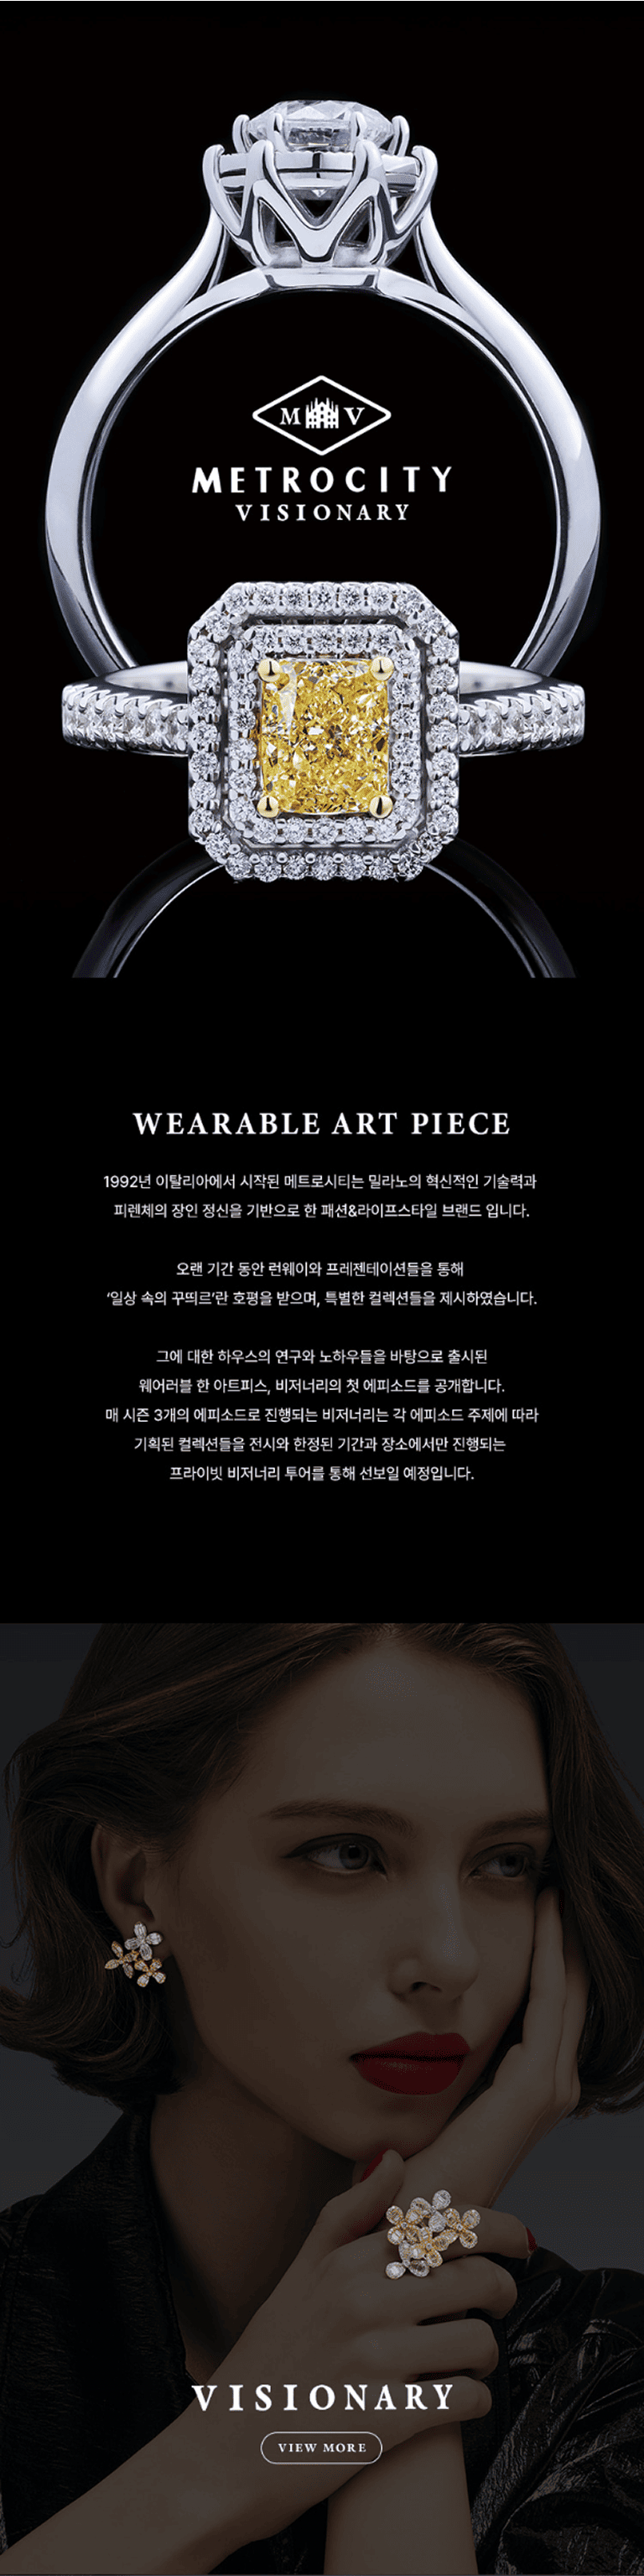 M V
METROCITY
VISIONARY
WEARABLE ART PIECE
1992년 이탈리아에서 시작된 메트로시티는 밀라노의 혁신적인 기술력과
피렌체의 장인 정신을 기반으로 한 패션&라이프스타일 브랜드 입니다.
오랜 기간 동안 런웨이와 프레젠테이션들을 통해
‘일상 속의 꾸띄르’란 호평을 받으며, 특별한 컬렉션들을 제시하였습니다.
그에 대한 하우스의 연구와 노하우들을 바탕으로 출시된
웨어러블 한 아트피스, 비저너리의 첫 에피소드를 공개합니다.
매 시즌 3개의 에피소드로 진행되는 비저너리는 각 에피소드 주제에 따라
기획된 컬렉션들을 전시와 한정된 기간과 장소에서만 진행되는
프라이빗 비저너리 투어를 통해 선보일 예정입니다.
VISIONARY
VIEW MORE